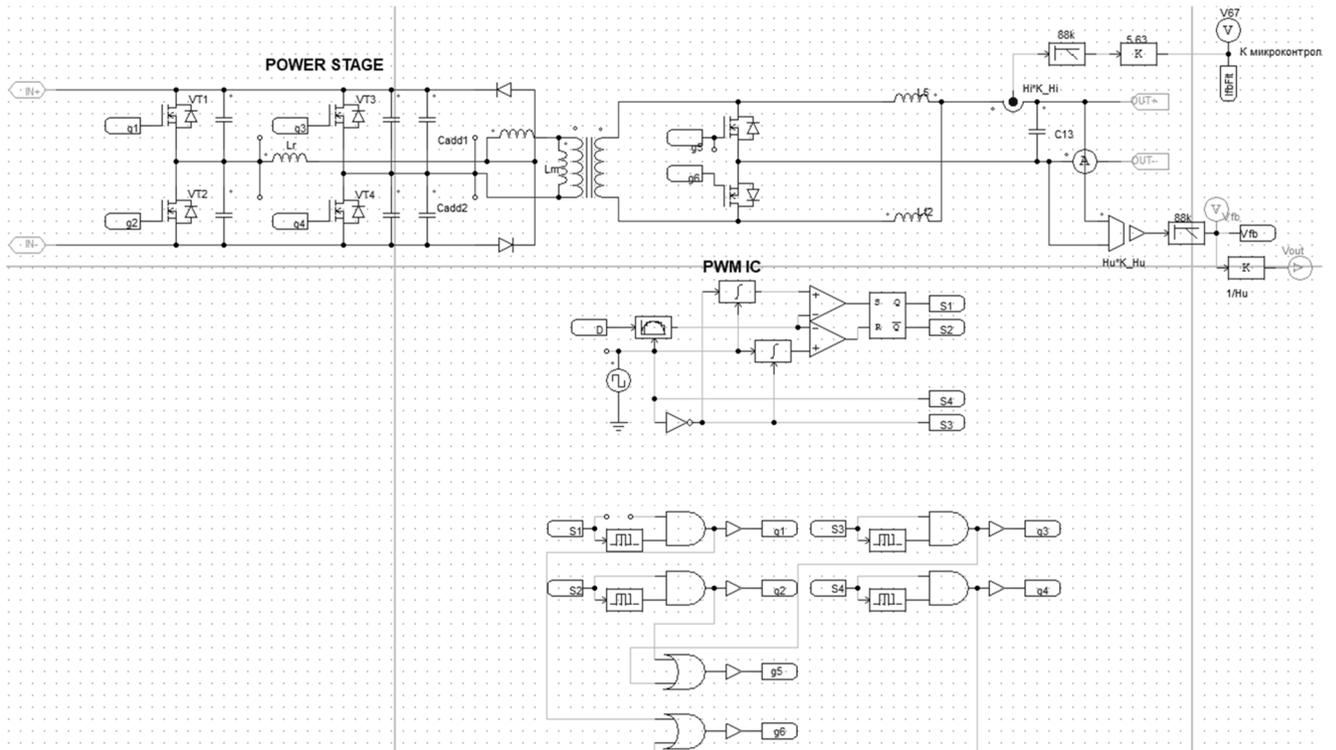 V67
88k
5.63
K
V
К микроконтрол
POWER STAGE
IfbFlt
IN+
VT1
VT3
Hi*K_Hi
OUT+
g1
g3
Lr
Cadd1
C13
Lm
g5
A
OUT-
g6
VT2
VT4
Cadd2
g2
g4
88k
V
Vfb
Vfb
IN-
Hu*K_Hu
Vout
PWM IC
K
V
1/Hu
S Q
S1
D
R Q
S2
S4
S3
S1
g1
S3
g3
S2
g2
S4
g4
g5
g6